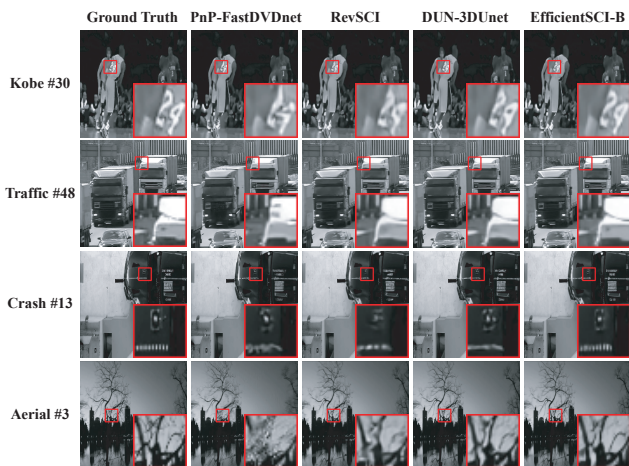 Ground Truth PnP-FastDVDnet RevSCI DUN-3DUnet EfficientSCI-B
Kobe #30
Traffic #48
Crash #13
Aerial #3